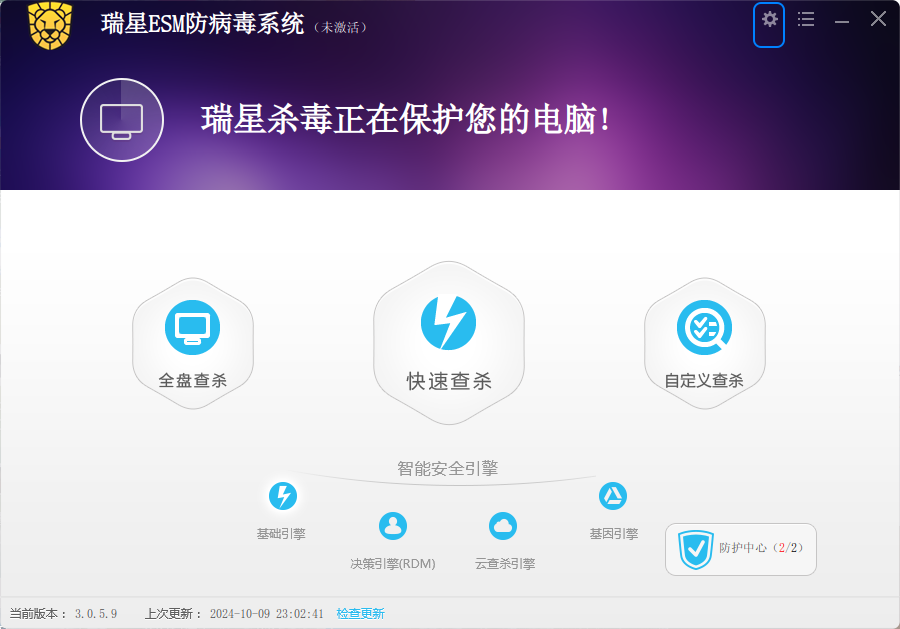 瑞星ESM防病毒系统（未激活）
瑞星杀毒正在保护您的电脑！
全盘查杀
快速查杀
自定义查杀
智能安全引擎
基础引擎
决策引擎(RDM)
云查杀引擎
基因引擎
防护中心（2/2）
当前版本： 3.0.5.9 上次更新： 2024-10-09 23:02:41 检查更新